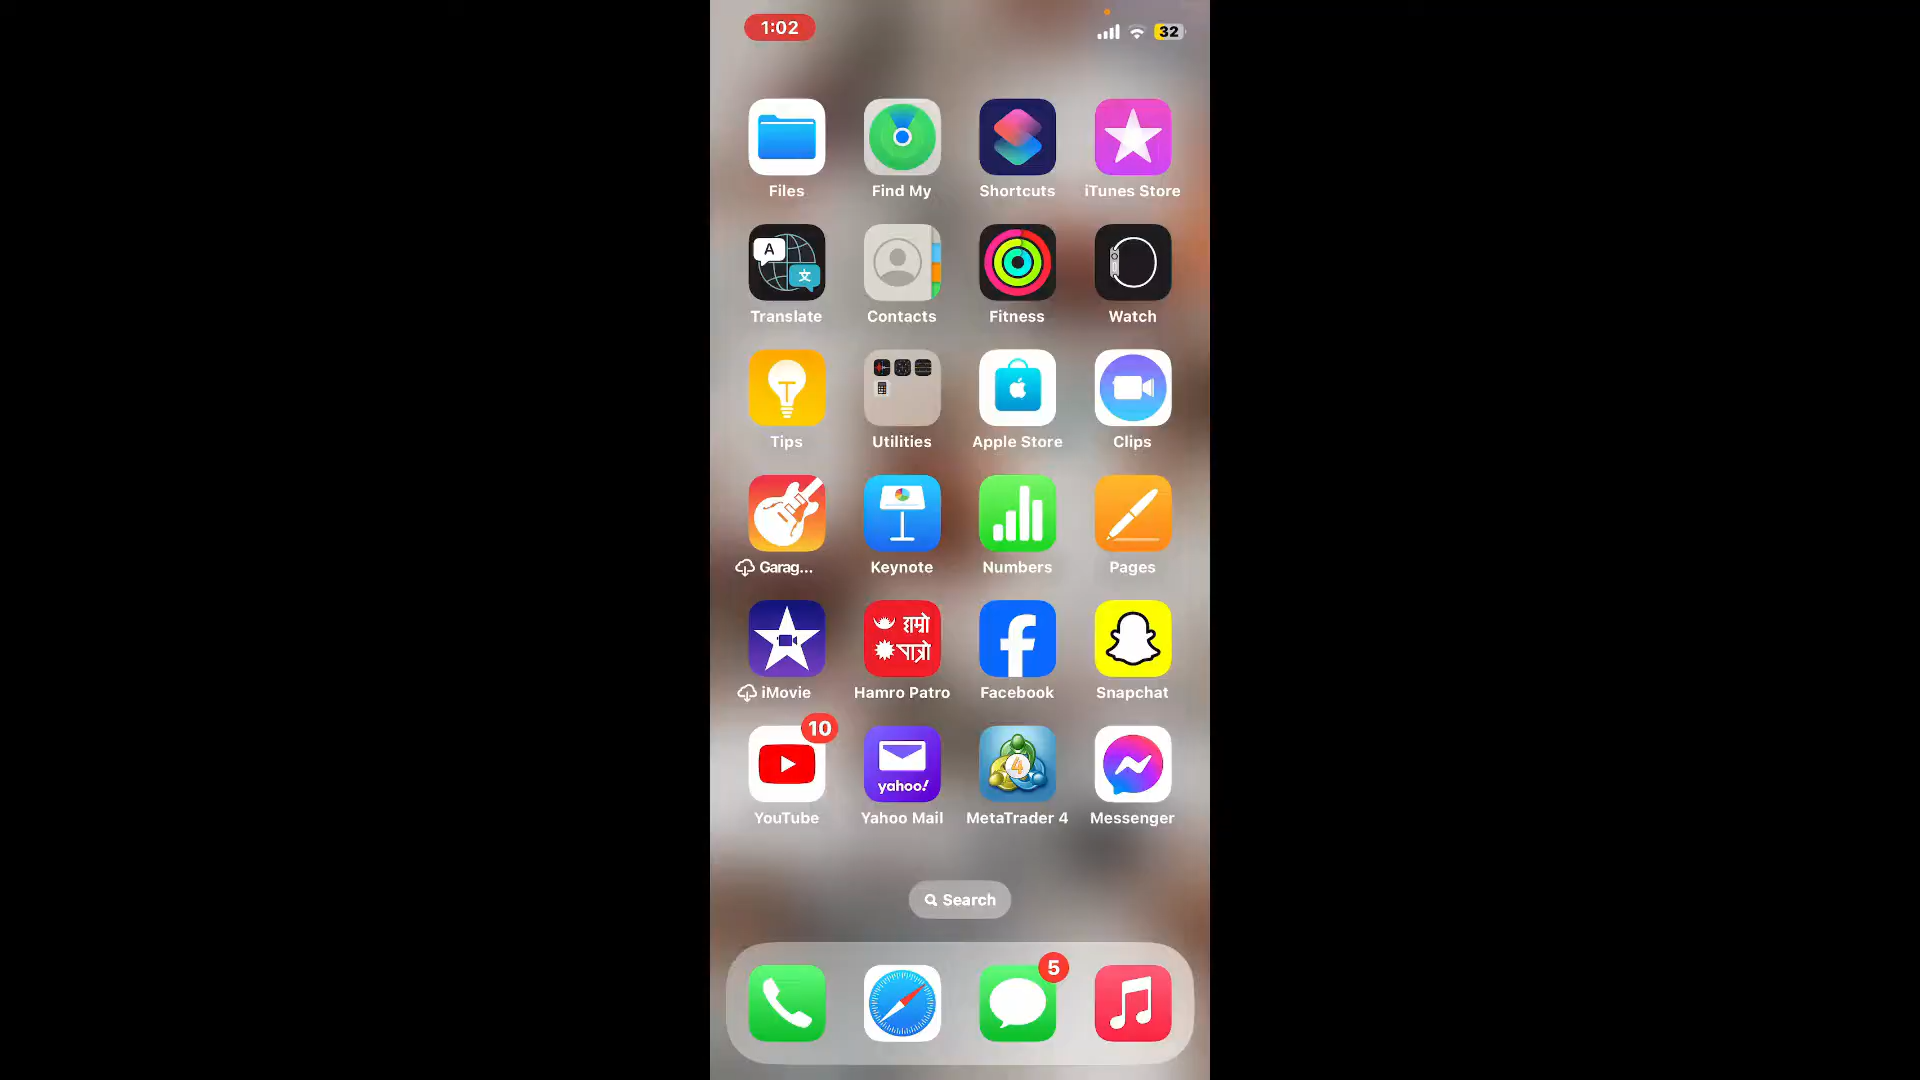 1:02
32
Files
Find My
Shortcuts
iTunes Store
A
文
Translate
Contacts
Fitness
Watch
Tips
Utilities
Apple Store
Clips
Garag...
Keynote
Numbers
Pages
हाम्रो
पात्रो
f
iMovie
Hamro Patro
Facebook
Snapchat
10
yahoo!
4
YouTube
Yahoo Mail
MetaTrader 4
Messenger
Search
5